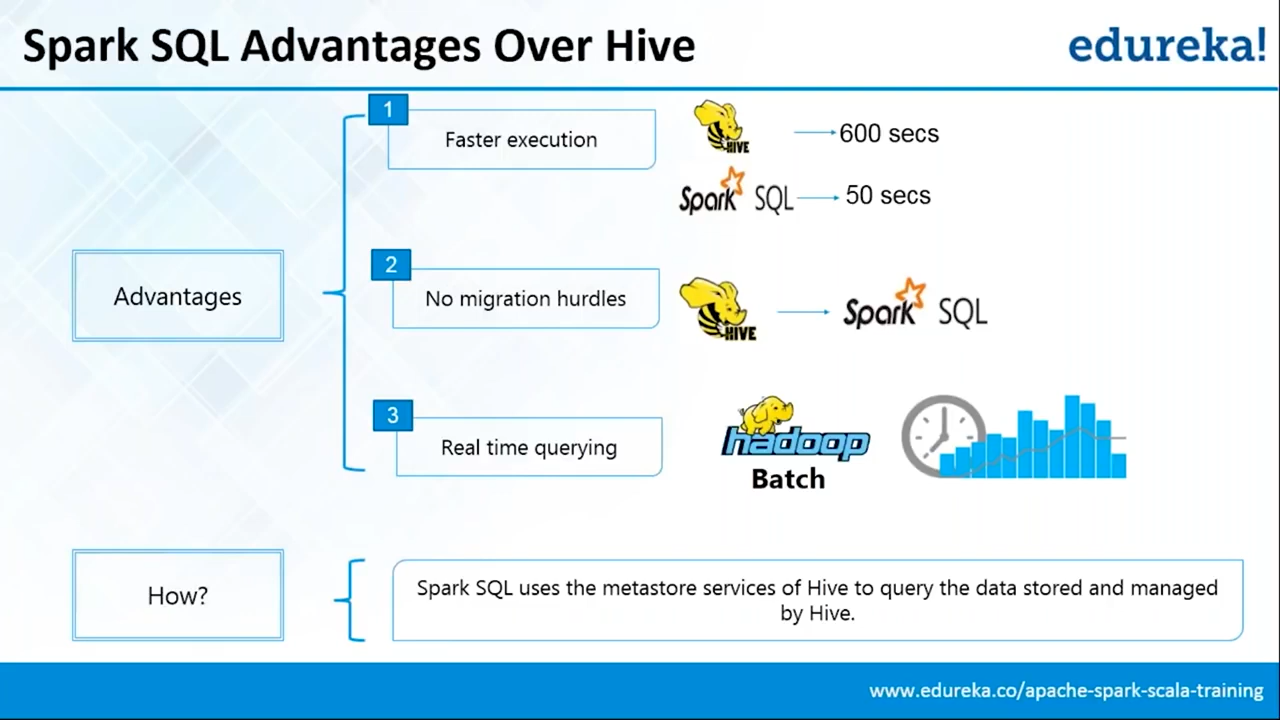 Spark SQL Advantages Over Hive
edureka!
1
Faster execution
HIVE
600 secs
Spark SQL
50 secs
Advantages
2
No migration hurdles
HIVE
Spark SQL
3
Real time querying
hadoop
Batch
How?
Spark SQL uses the metastore services of Hive to query the data stored and managed
by Hive.
www.edureka.co/apache-spark-scala-training